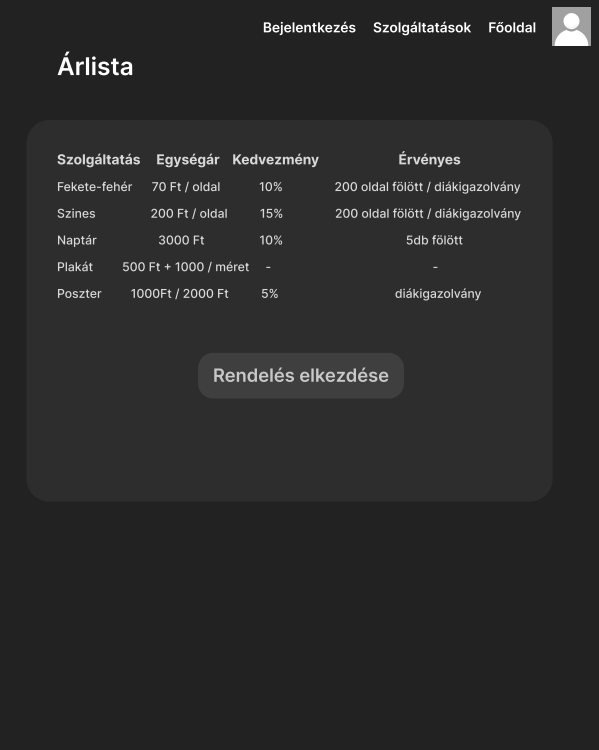 Bejelentkezés Szolgáltatások Főoldal
Árlista
Szolgáltatás Egységár Kedvezmény Érvényes
Fekete-fehér 70 Ft / oldal 10% 200 oldal fölött / diákigazolvány
Szines 200 Ft / oldal 15% 200 oldal fölött / diákigazolvány
Naptár 3000 Ft 10% 5db fölött
Plakát 500 Ft + 1000 / méret - -
Poszter 1000Ft / 2000 Ft 5% diákigazolvány
Rendelés elkezdése